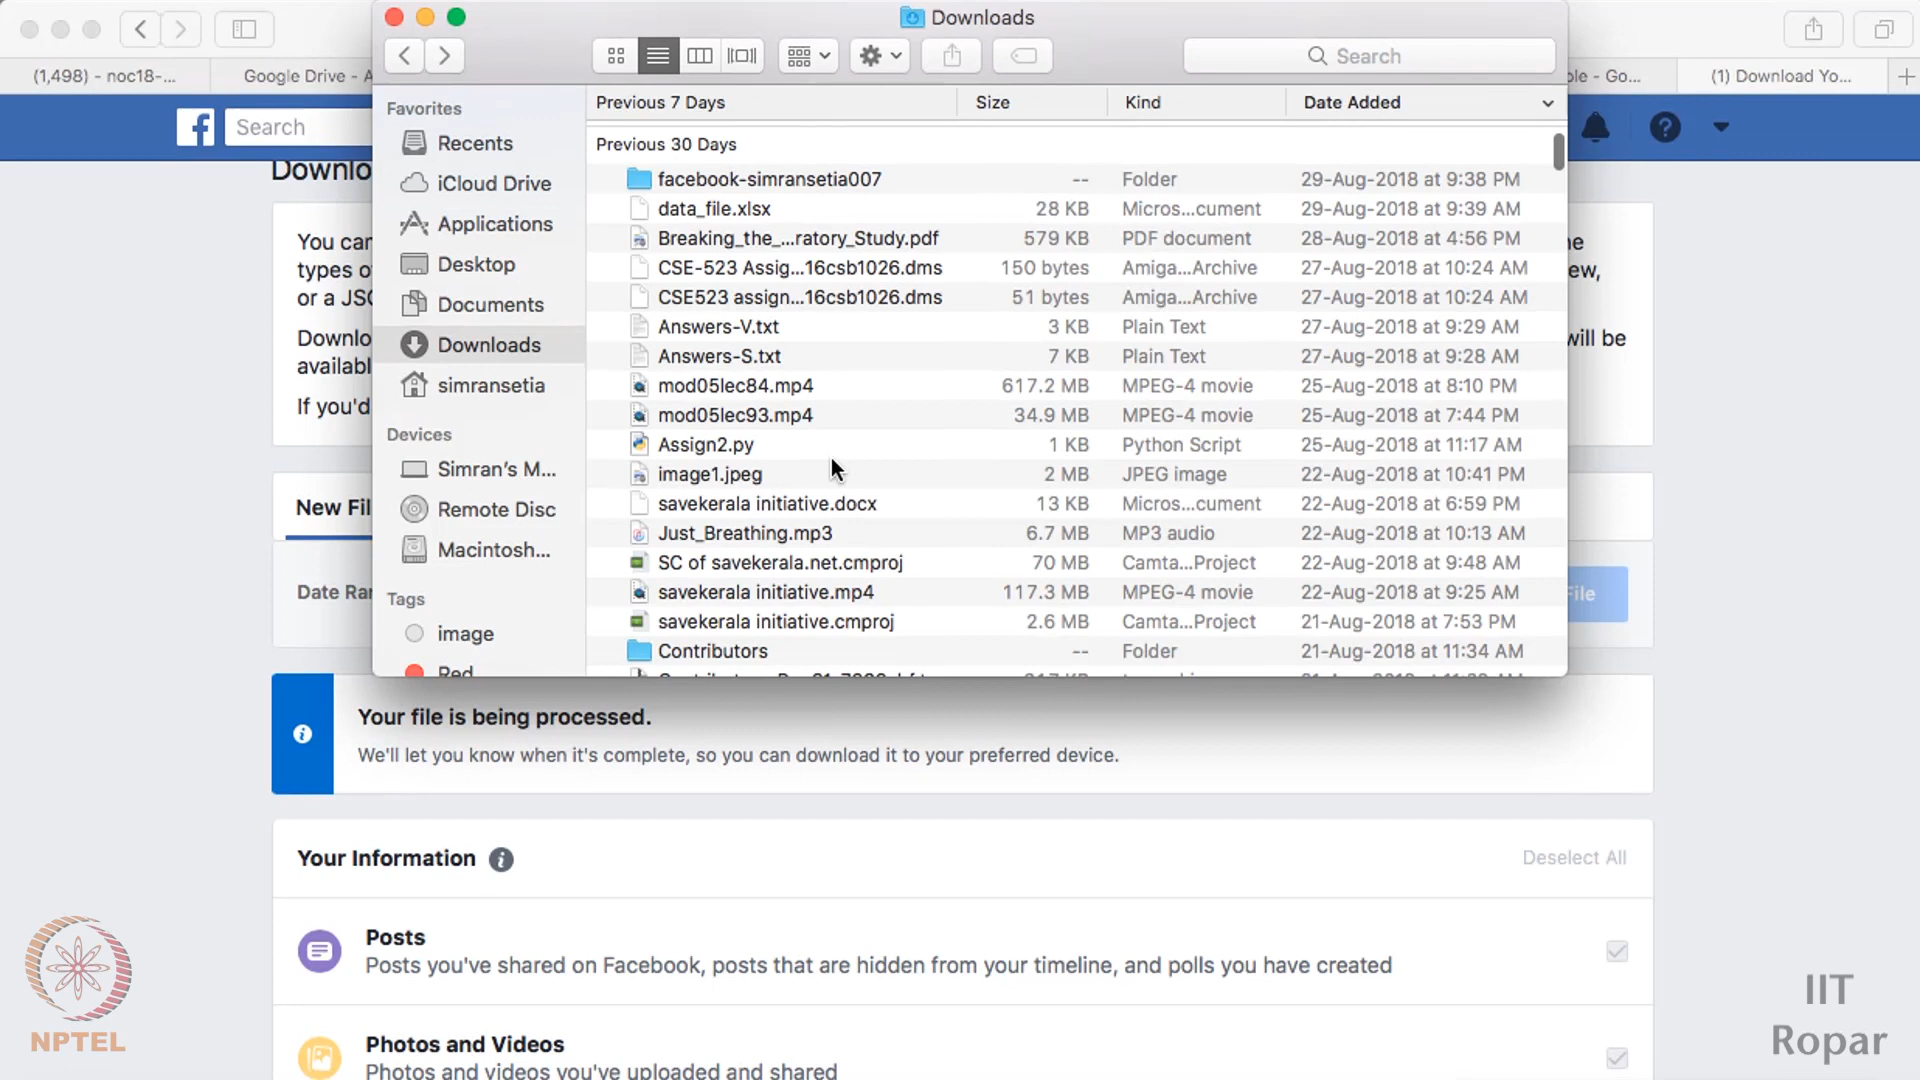 Downloads
Search
(1,498) - noc18-...
Google Drive - A
ole - Go...
(1) Download Yo...
Search
Favorites
Recents
iCloud Drive
Applications
Desktop
Documents
Downloads
simransetia
Devices
Simran's M...
Remote Disc
Macintosh...
Tags
image
Red
Previous 7 Days Size Kind Date Added
Previous 30 Days
facebook-simransetia007 -- Folder 29-Aug-2018 at 9:38 PM
data_file.xlsx 28 KB Micros...cument 29-Aug-2018 at 9:39 AM
Breaking_the_...ratory_Study.pdf 579 KB PDF document 28-Aug-2018 at 4:56 PM
CSE-523 Assig...16csb1026.dms 150 bytes Amiga...Archive 27-Aug-2018 at 10:24 AM
CSE523 assign...16csb1026.dms 51 bytes Amiga...Archive 27-Aug-2018 at 10:24 AM
Answers-V.txt 3 KB Plain Text 27-Aug-2018 at 9:29 AM
Answers-S.txt 7 KB Plain Text 27-Aug-2018 at 9:28 AM
mod05lec84.mp4 617.2 MB MPEG-4 movie 25-Aug-2018 at 8:10 PM
mod05lec93.mp4 34.9 MB MPEG-4 movie 25-Aug-2018 at 7:44 PM
Assign2.py 1 KB Python Script 25-Aug-2018 at 11:17 AM
image1.jpeg 2 MB JPEG image 22-Aug-2018 at 10:41 PM
savekerala initiative.docx 13 KB Micros...cument 22-Aug-2018 at 6:59 PM
Just_Breathing.mp3 6.7 MB MP3 audio 22-Aug-2018 at 10:13 AM
SC of savekerala.net.cmproj 70 MB Camta...Project 22-Aug-2018 at 9:48 AM
savekerala initiative.mp4 117.3 MB MPEG-4 movie 22-Aug-2018 at 9:25 AM
savekerala initiative.cmproj 2.6 MB Camta...Project 21-Aug-2018 at 7:53 PM
Contributors -- Folder 21-Aug-2018 at 11:34 AM
Downlo
You can
types o
or a JSO
Downlo
availabl
If you'd
ew,
will be
New Fil
Date Ran
File
Your file is being processed.
We'll let you know when it's complete, so you can download it to your preferred device.
Your Information
Deselect All
Posts
Posts you've shared on Facebook, posts that are hidden from your timeline, and polls you have created
Photos and Videos
Photos and videos you've uploaded and shared
NPTEL
IIT
Ropar